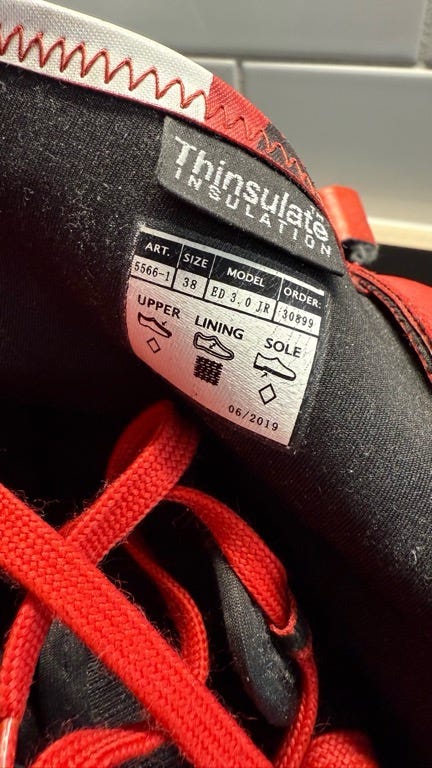 Thinsulate
INSULATION
ART. SIZE MODEL ORDER:
5566-1 38 ED 3.0 JR 30899
UPPER LINING SOLE
06/2019